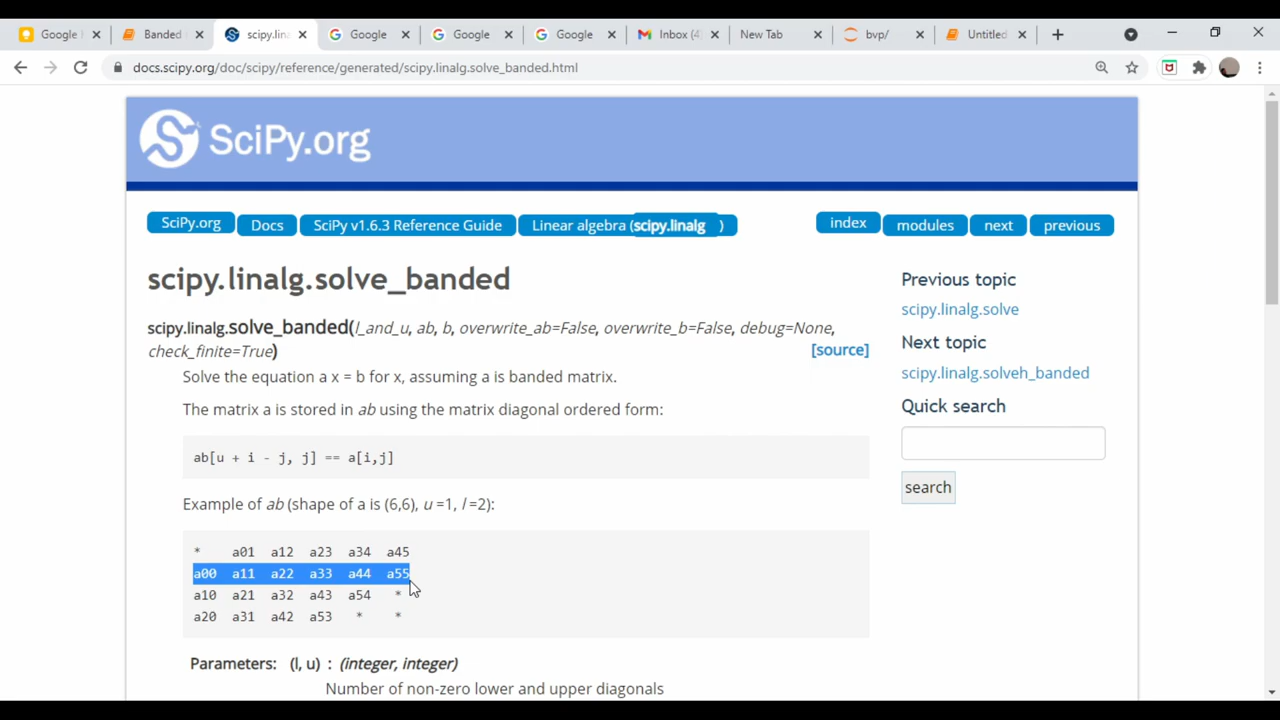 Google
Banded
scipy.lina
Google
Google
Google
Inbox (4
New Tab
bvp/
Untitled
docs.scipy.org/doc/scipy/reference/generated/scipy.linalg.solve_banded.html
SciPy.org
SciPy.org
Docs
SciPy v1.6.3 Reference Guide
Linear algebra (scipy.linalg )
index
modules
next
previous
scipy.linalg.solve_banded
scipy.linalg.solve_banded(l_and_u, ab, b, overwrite_ab=False, overwrite_b=False, debug=None,
check_finite=True)
[source]
Solve the equation a x = b for x, assuming a is banded matrix.
The matrix a is stored in ab using the matrix diagonal ordered form:
ab[u + i - j, j] == a[i,j]
Example of ab (shape of a is (6,6), u =1, l =2):
* a01 a12 a23 a34 a45
a00 a11 a22 a33 a44 a55
a10 a21 a32 a43 a54 *
a20 a31 a42 a53 * *
Parameters: (l, u) : (integer, integer)
Number of non-zero lower and upper diagonals
Previous topic
scipy.linalg.solve
Next topic
scipy.linalg.solveh_banded
Quick search
search